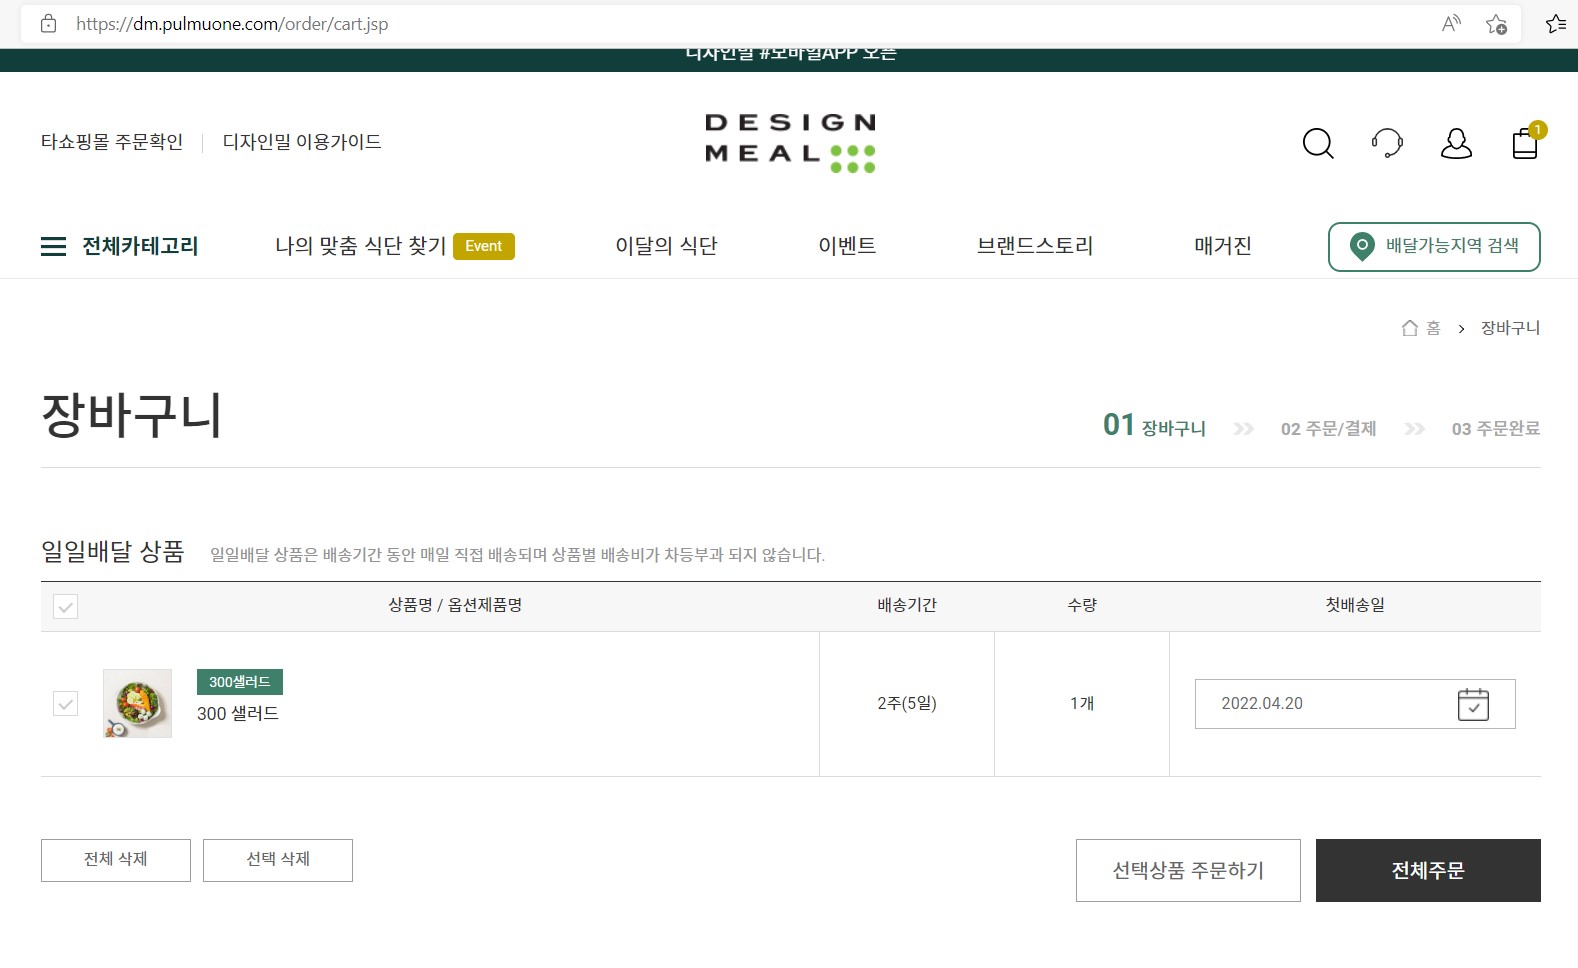 https://dm.pulmuone.com/order/cart.jsp
디자인밀 #모바일APP 오픈
타쇼핑몰 주문확인
디자인밀 이용가이드
DESIGN
MEAL
1
전체카테고리
나의 맞춤 식단 찾기
Event
이달의 식단
이벤트
브랜드스토리
매거진
배달가능지역 검색
홈 > 장바구니
장바구니
01 장바구니
02 주문/결제
03 주문완료
일일배달 상품
일일배달 상품은 배송기간 동안 매일 직접 배송되며 상품별 배송비가 차등부과 되지 않습니다.
상품명 / 옵션제품명
배송기간
수량
첫배송일
300샐러드
300 샐러드
2주(5일)
1개
2022.04.20
전체 삭제
선택 삭제
선택상품 주문하기
전체주문